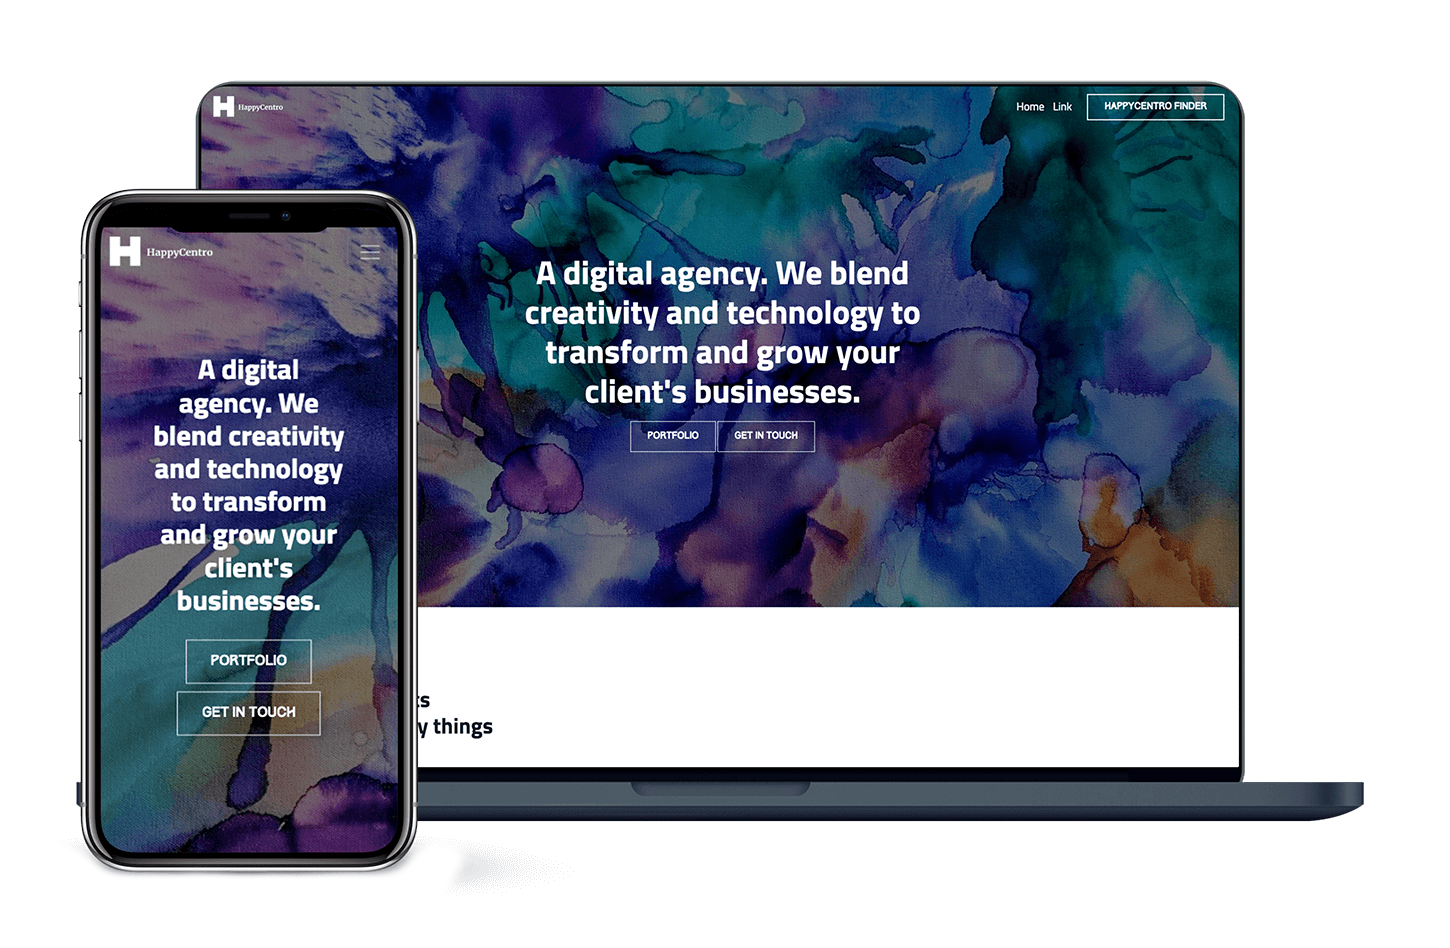 H HappyCentro
Home Link HAPPYCENTRO FINDER
A digital agency. We blend
creativity and technology to
transform and grow your
client's businesses.
PORTFOLIO GET IN TOUCH
things
H HappyCentro
A digital
agency. We
blend creativity
and technology
to transform
and grow your
client's
businesses.
PORTFOLIO
GET IN TOUCH